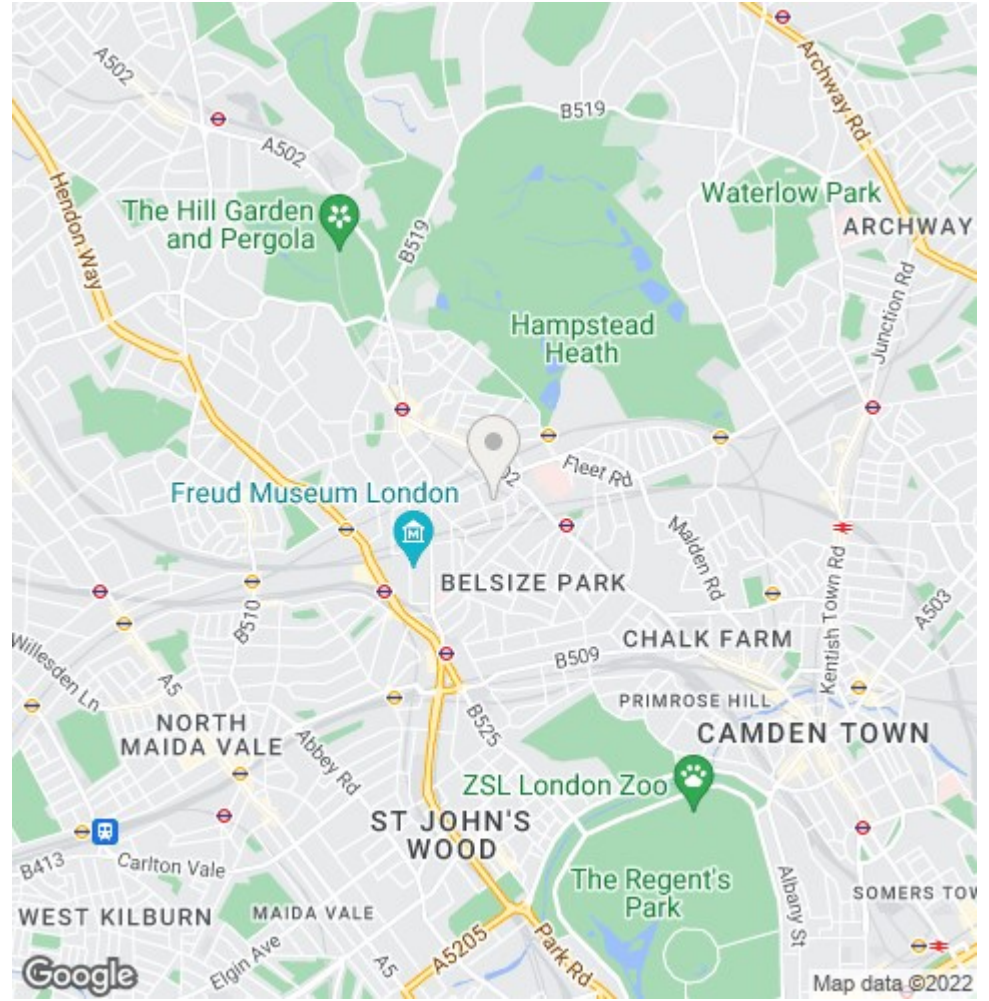 A502
Archway Rd
B519
A502
Hendon Way
The Hill Garden
and Pergola
B519
Waterlow Park
ARCHWAY
Junction Rd
Hampstead
Heath
Fleet Rd
Freud Museum London
Malden Rd
BELSIZE PARK
Kentish Town Rd
A503
B510
CHALK FARM
B509
Willesden Ln
A5
PRIMROSE HILL
NORTH
MAIDA VALE
B525
CAMDEN TOWN
Abbey Rd
ZSL London Zoo
ST JOHN'S
WOOD
B413
Carlton Vale
The Regent's
Park
Albany St
SOMERS TOW
WEST KILBURN
MAIDA VALE
Elgin Ave
A5
A5205
Park Rd
Google
Map data ©2022